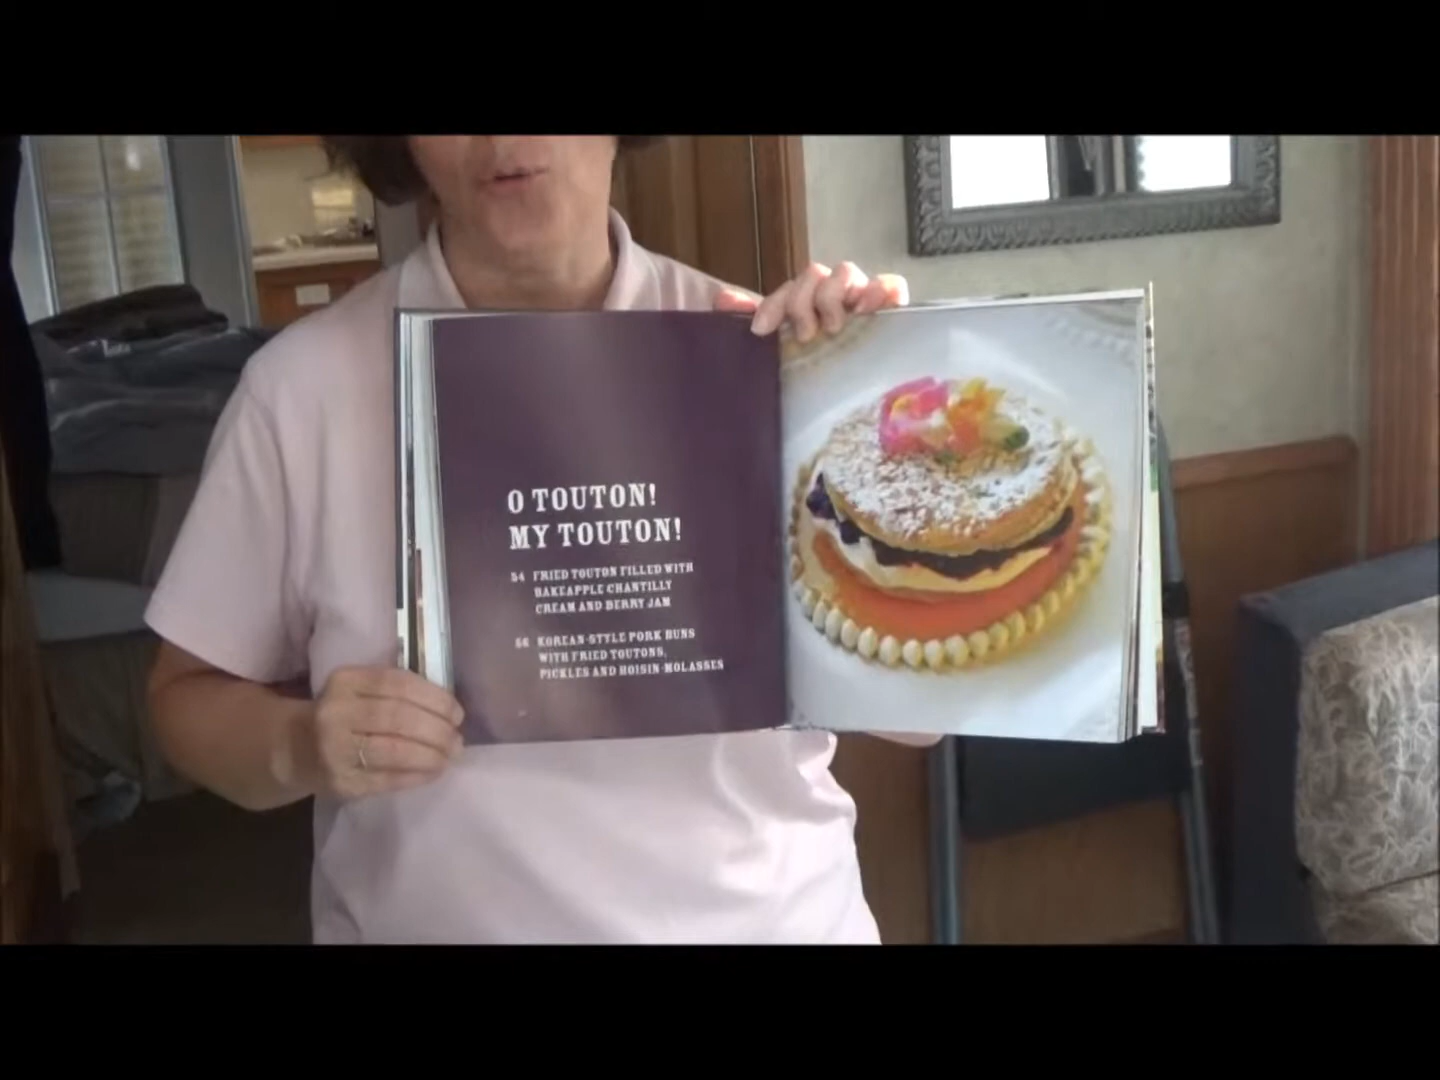 O TOUTON!
MY TOUTON!
54 FRIED TOUTON FILLED WITH
BAKEAPPLE CHANTILLY
CREAM AND BERRY JAM
56 KOREAN-STYLE PORK BUNS
WITH FRIED TOUTONS,
PICKLES AND HOISIN-MOLASSES